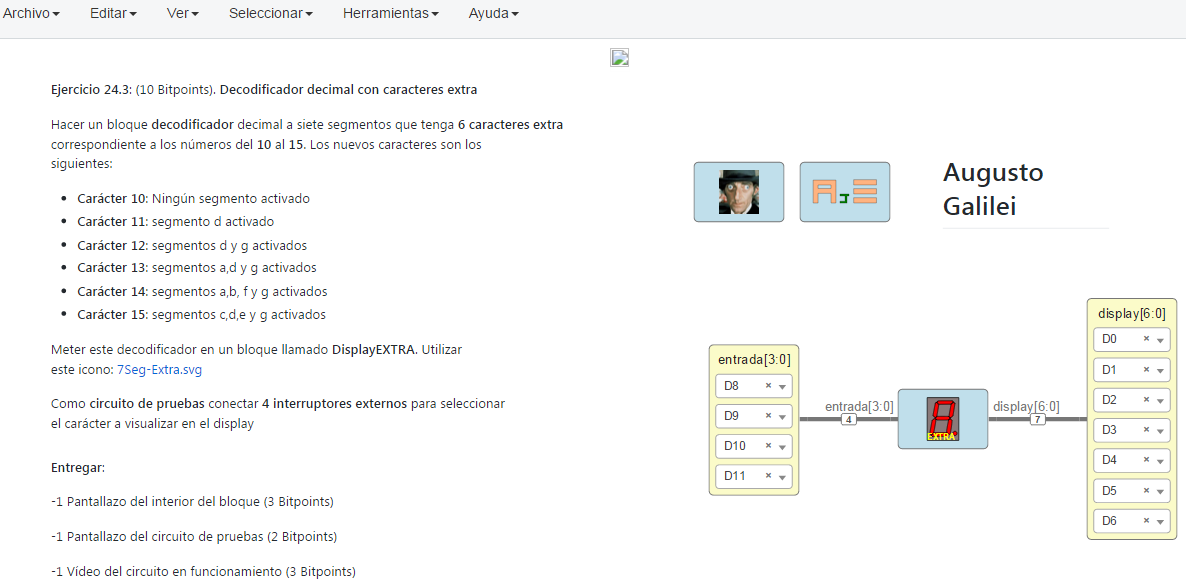 Archivo Editar Ver Seleccionar Herramientas Ayuda
Ejercicio 24.3: (10 Bitpoints). Decodificador decimal con caracteres extra
Hacer un bloque decodificador decimal a siete segmentos que tenga 6 caracteres extra
correspondiente a los números del 10 al 15. Los nuevos caracteres son los
siguientes:
Carácter 10: Ningún segmento activado
Carácter 11: segmento d activado
Carácter 12: segmentos d y g activados
Carácter 13: segmentos a,d y g activados
Carácter 14: segmentos a,b, f y g activados
Carácter 15: segmentos c,d,e y g activados
Meter este decodificador en un bloque llamado DisplayEXTRA. Utilizar
este icono: 7Seg-Extra.svg
Como circuito de pruebas conectar 4 interruptores externos para seleccionar
el carácter a visualizar en el display
Entregar:
-1 Pantallazo del interior del bloque (3 Bitpoints)
-1 Pantallazo del circuito de pruebas (2 Bitpoints)
-1 Vídeo del circuito en funcionamiento (3 Bitpoints)
Augusto
Galilei
entrada[3:0]
D8
D9
D10
D11
entrada[3:0]
4
EXTRA
display[6:0]
7
display[6:0]
D0
D1
D2
D3
D4
D5
D6